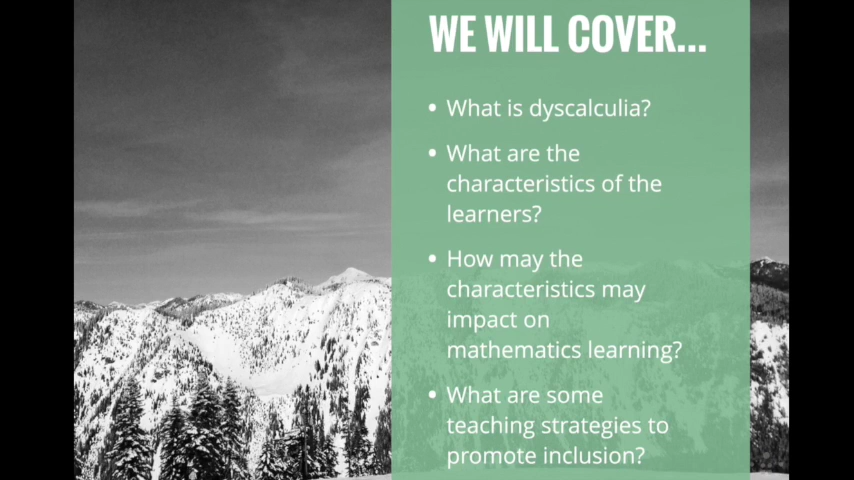 WE WILL COVER...
• What is dyscalculia?
• What are the
characteristics of the
learners?
• How may the
characteristics may
impact on
mathematics learning?
• What are some
teaching strategies to
promote inclusion?